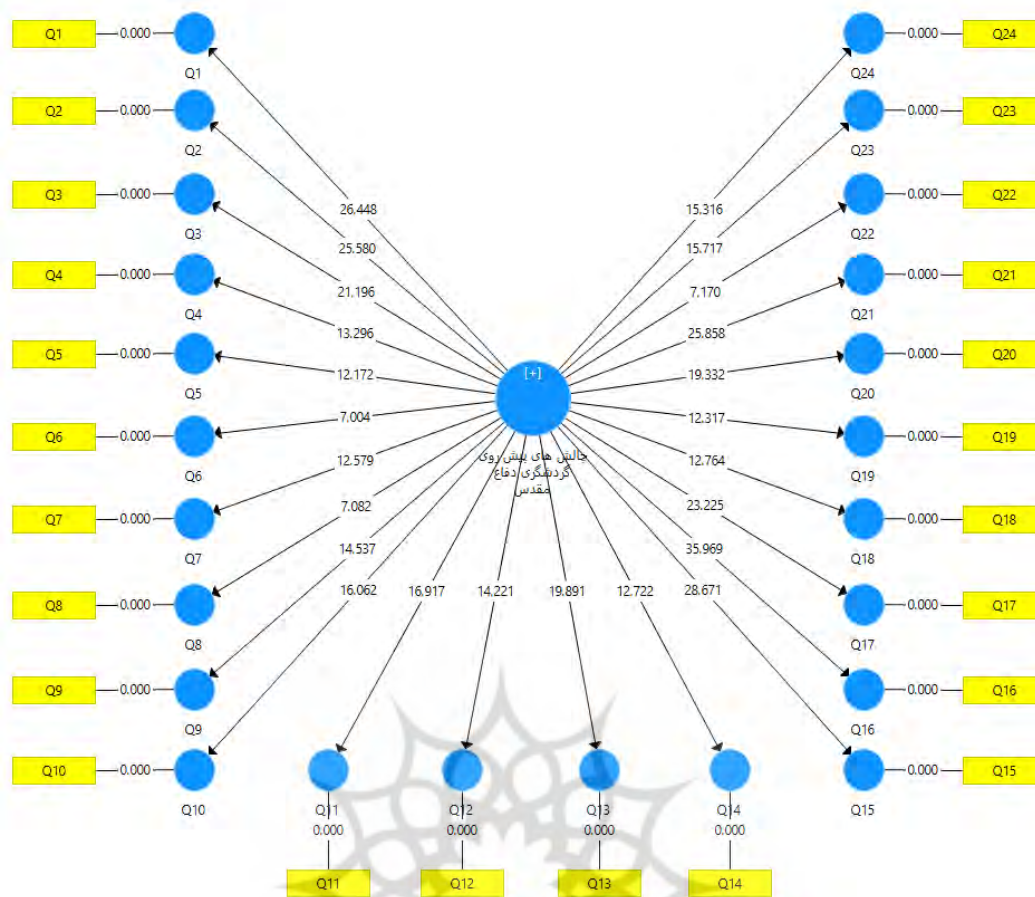 Q1 0.000 Q1
Q2 0.000 Q2
Q3 0.000 Q3
Q4 0.000 Q4
Q5 0.000 Q5
Q6 0.000 Q6
Q7 0.000 Q7
Q8 0.000 Q8
Q9 0.000 Q9
Q10 0.000 Q10
26.448
25.580
21.196
13.296
12.172
7.004
12.579
7.082
14.537
16.062
16.917
14.221
19.891
12.722
[+]
چالش های پیش روی
گردشگری دفاع
مقدس
15.316
15.717
7.170
25.858
19.332
12.317
12.764
23.225
35.969
28.671
Q24 0.000 Q24
Q23 0.000 Q23
Q22 0.000 Q22
Q21 0.000 Q21
Q20 0.000 Q20
Q19 0.000 Q19
Q18 0.000 Q18
Q17 0.000 Q17
Q16 0.000 Q16
Q15 0.000 Q15
Q11 Q12 Q13 Q14
0.000 0.000 0.000 0.000
Q11 Q12 Q13 Q14